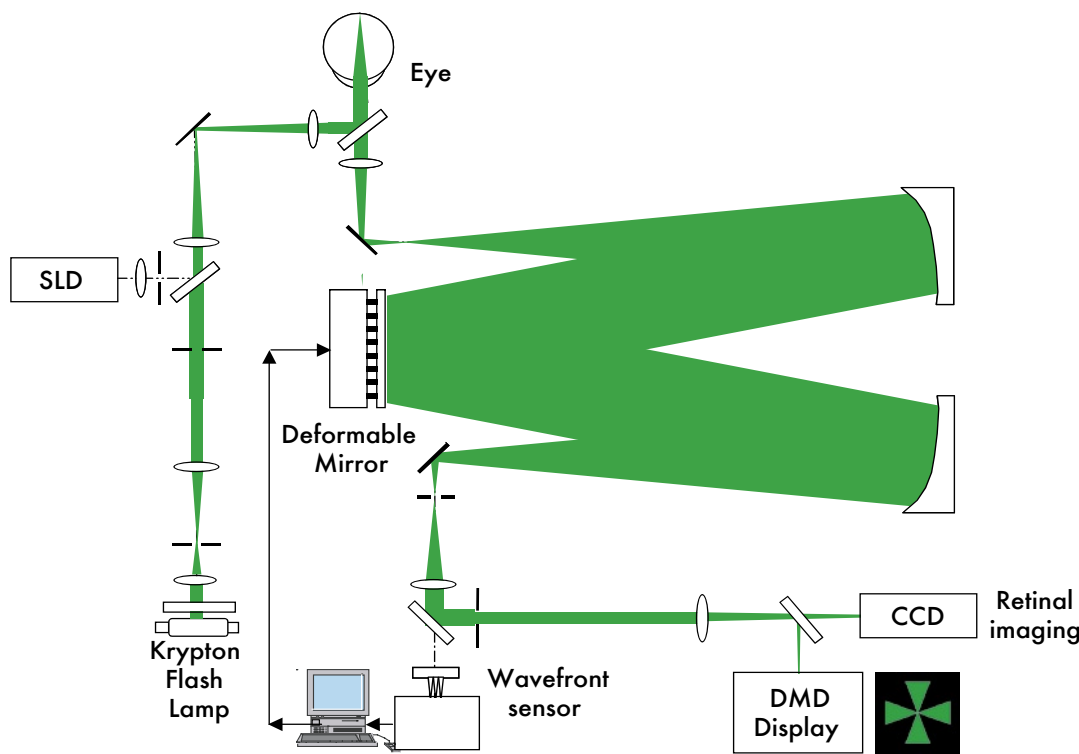 Eye
SLD
Deformable
Mirror
Krypton
Flash
Lamp
Wavefront
sensor
CCD
Retinal
imaging
DMD
Display